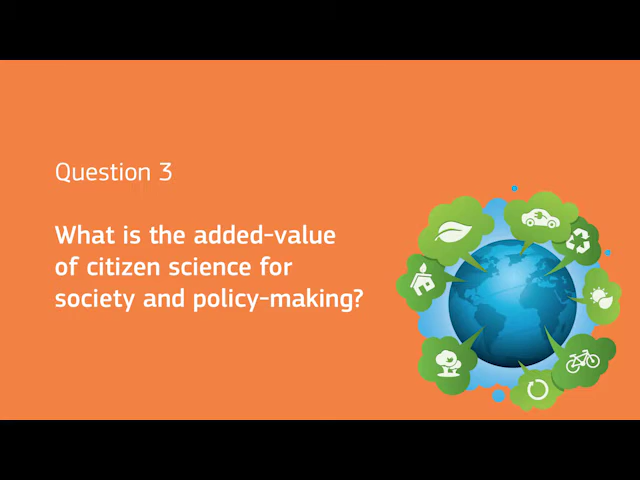 Question 3
What is the added-value
of citizen science for
society and policy-making?